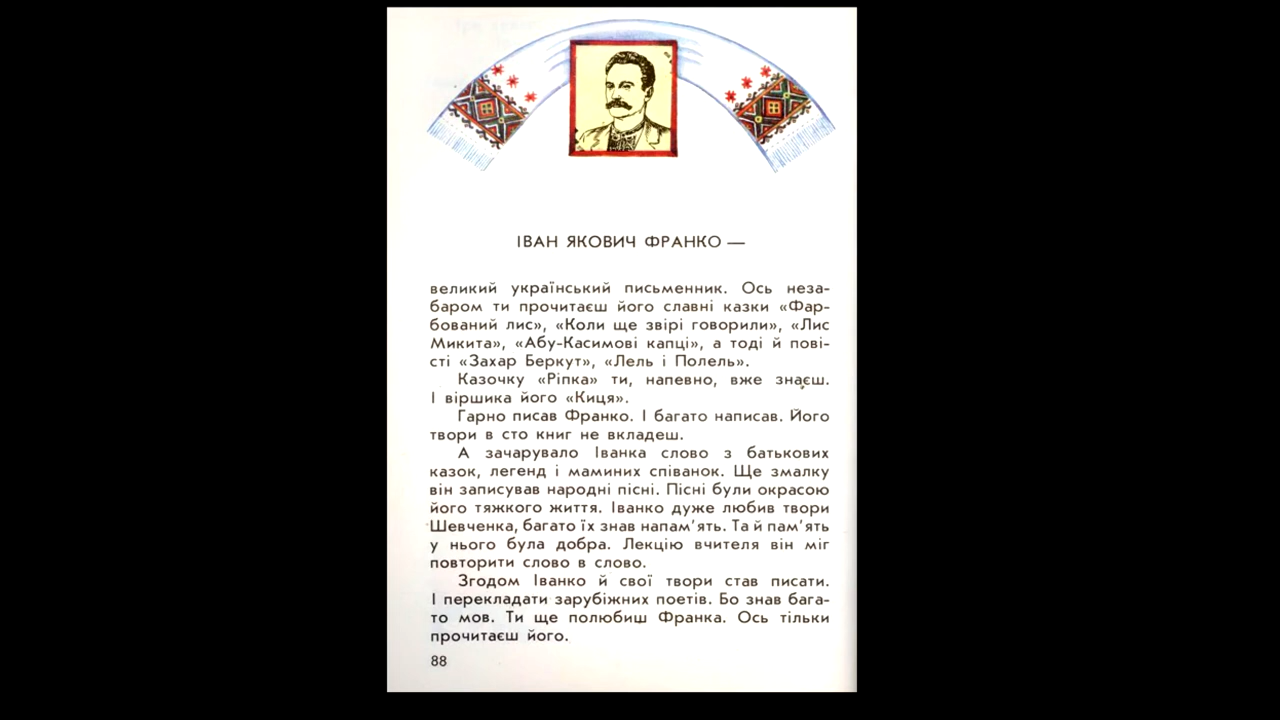 ІВАН ЯКОВИЧ ФРАНКО —
великий український письменник. Ось неза-
баром ти прочитаєш його славні казки «Фар-
бований лис», «Коли ще звірі говорили», «Лис
Микита», «Абу-Касимові капці», а тоді й пові-
сті «Захар Беркут», «Лель і Полель».
Казочку «Ріпка» ти, напевно, вже знаєш.
І віршика його «Киця».
Гарно писав Франко. І багато написав. Його
твори в сто книг не вкладеш.
А зачарувало Іванка слово з батькових
казок, легенд і маминих співанок. Ще змалку
він записував народні пісні. Пісні були окрасою
його тяжкого життя. Іванко дуже любив твори
Шевченка, багато їх знав напам'ять. Та й пам'ять
у нього була добра. Лекцію вчителя він міг
повторити слово в слово.
Згодом Іванко й свої твори став писати.
І перекладати зарубіжних поетів. Бо знав бага-
то мов. Ти ще полюбиш Франка. Ось тільки
прочитаєш його.
88